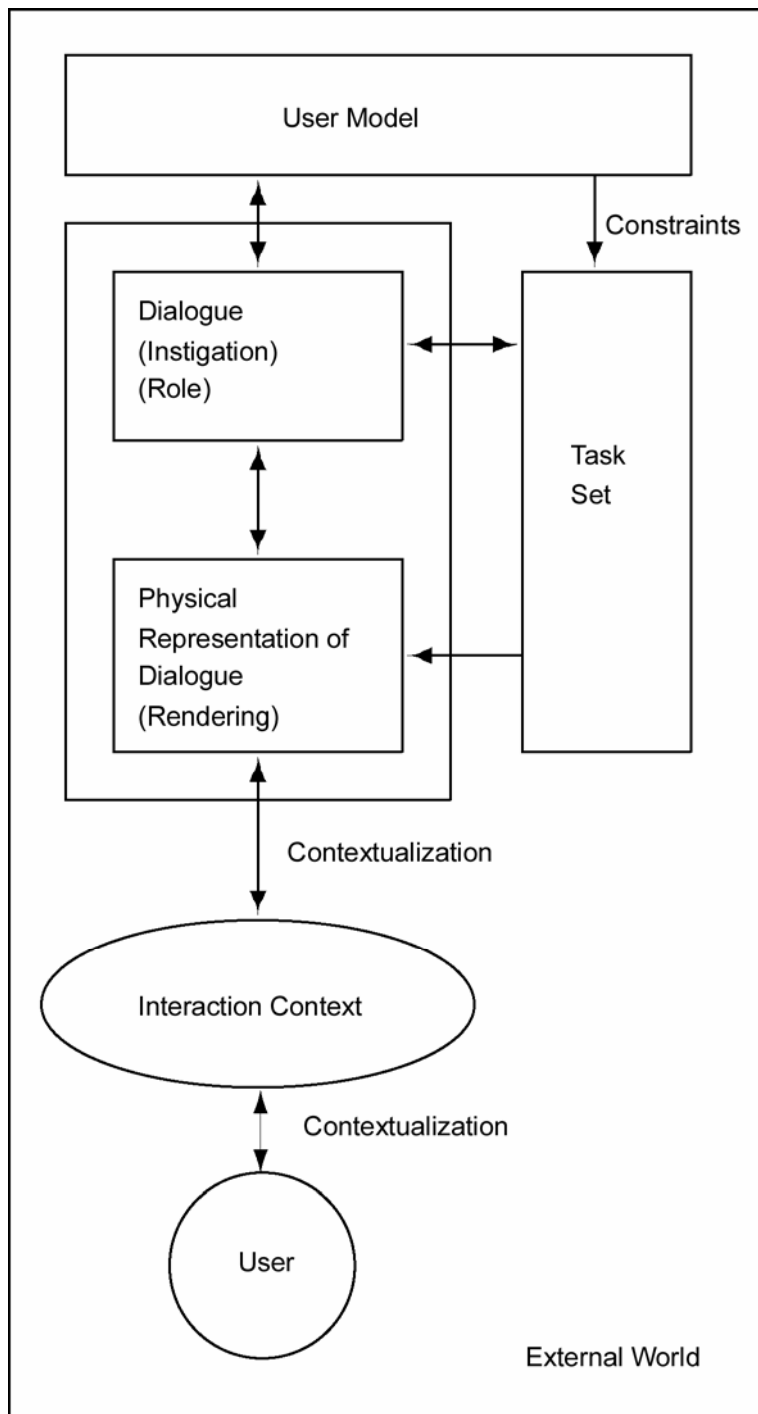 User Model
Constraints
Dialogue
(Instigation)
(Role)
Task
Set
Physical
Representation of
Dialogue
(Rendering)
Contextualization
Interaction Context
Contextualization
User
External World